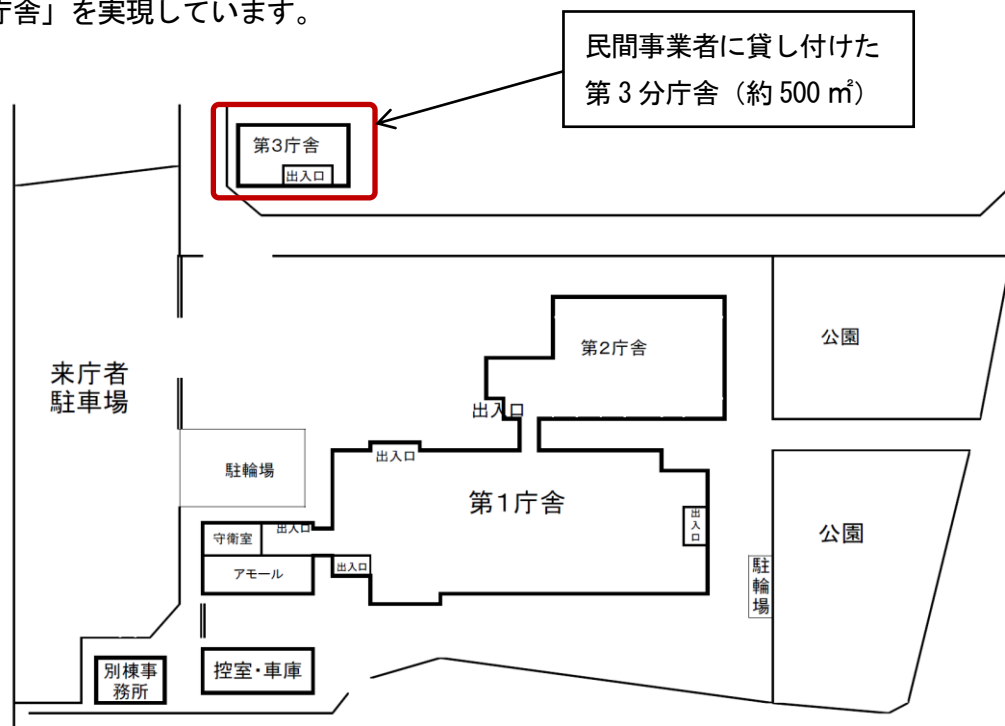 庁舎」を実現しています。
民間事業者に貸し付けた
第3分庁舎（約500㎡）
第3庁舎
出入口
公園
第2庁舎
来庁者
駐車場
出入口
出入口
駐輪場
第1庁舎
出入口
公園
出入口
守衛室
アモール
出入口
駐輪場
別棟事
務所
控室・車庫